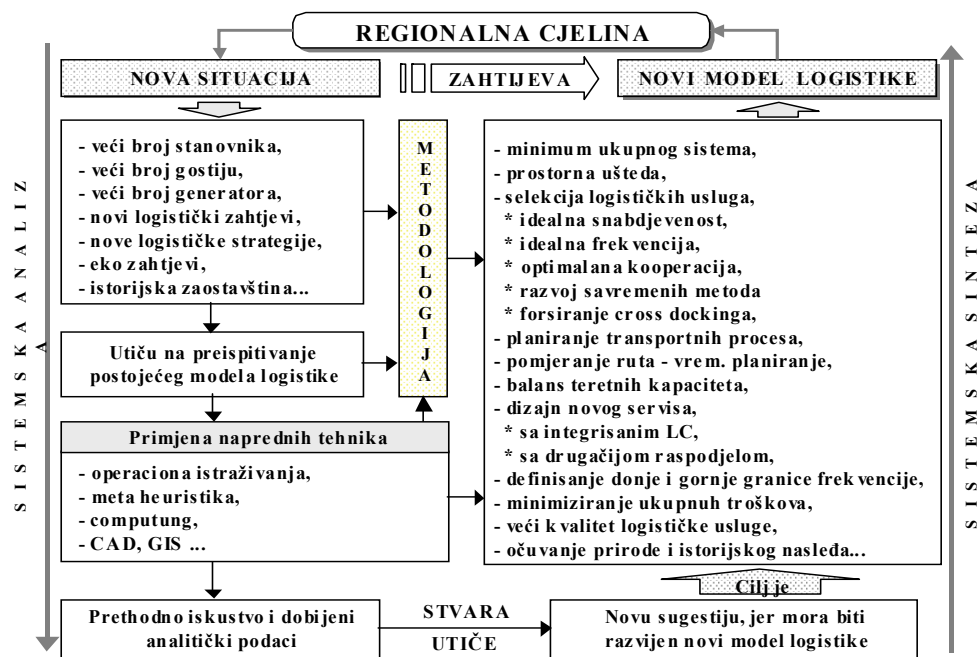 REGIONALNA CJELINA
NOVA SITUACIJA
ZAHTIJEVA
NOVI MODEL LOGISTIKE
SISTEMSKA ANALIZ
A
- veći broj stanovnika,
- veći broj gostiju,
- veći broj generatora,
- novi logistički zahtjevi,
- nove logističke strategije,
- eko zahtjevi,
- istorijska zaostavština...
Utiču na preispitivanje
postojećeg modela logistike
Primjena naprednih tehnika
- operaciona istraživanja,
- meta heuristika,
- computung,
- CAD, GIS ...
Prethodno iskustvo i dobijeni
analitički podaci
METODOLOGIJA
STVARA
UTIČE
- minimum ukupnog sistema,
- prostorna ušteda,
- selekcija logističkih usluga,
* idealna snabdjevenost,
* idealna frekvencija,
* optimalana kooperacija,
* razvoj savremenih metoda
* forsiranje cross dockinga,
- planiranje transportnih procesa,
- pomjeranje ruta - vrem. planiranje,
- balans teretnih kapaciteta,
- dizajn novog servisa,
* sa integrisanim LC,
* sa drugačijom raspodjelom,
- definisanje donje i gornje granice frekvencije,
- minimiziranje ukupnuh troškova,
- veći kvalitet logističke usluge,
- očuvanje prirode i istorijskog nasleđa...
Cilj je
Novu sugestiju, jer mora biti
razvijen novi model logistike
SISTEMSKA SINTEZA